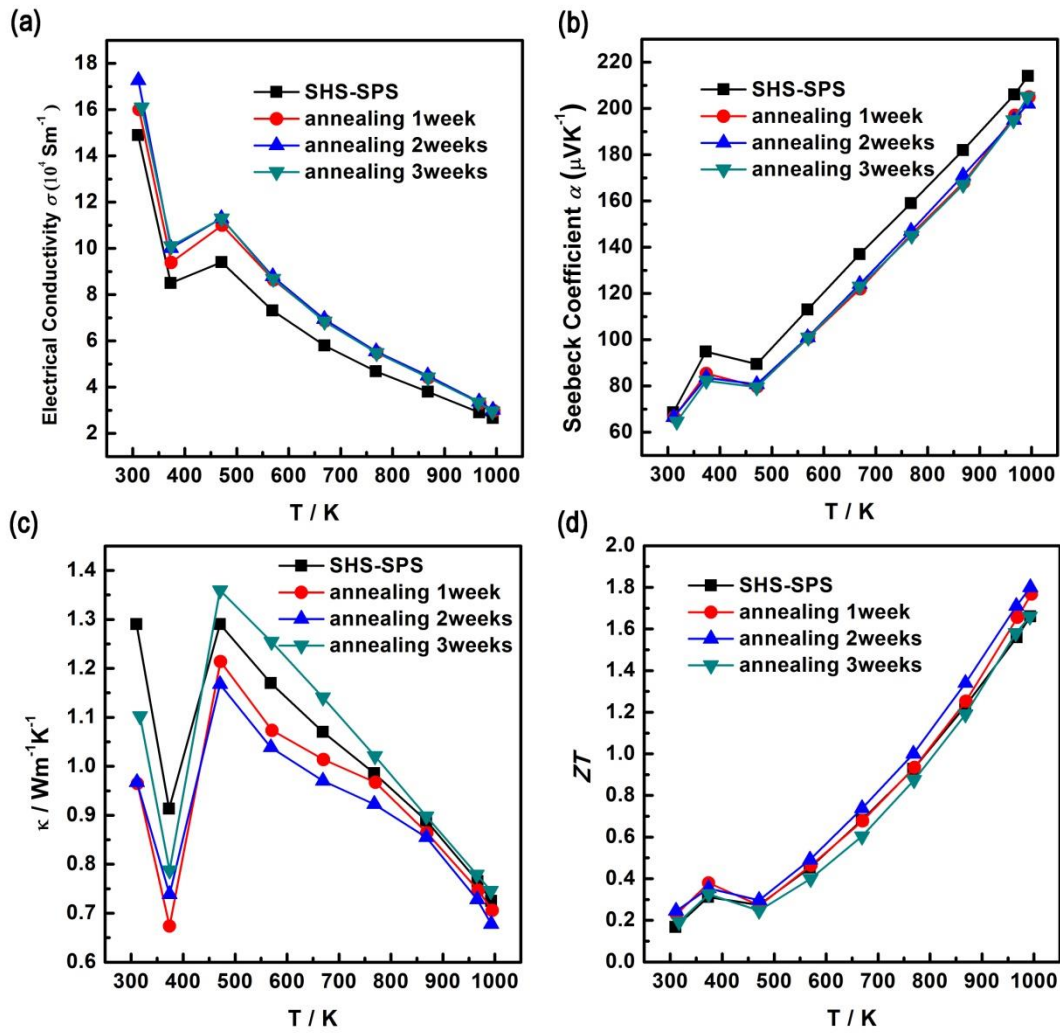 (a)
18
16
14
12
10
8
6
4
2
Electrical Conductivity σ (10⁴ Sm⁻¹)
SHS-SPS
annealing 1week
annealing 2weeks
annealing 3weeks
300 400 500 600 700 800 900 1000
T / K
(b)
220
200
180
160
140
120
100
80
60
Seebeck Coefficient α (μVK⁻¹)
SHS-SPS
annealing 1week
annealing 2weeks
annealing 3weeks
300 400 500 600 700 800 900 1000
T / K
(c)
1.4
1.3
1.2
1.1
1.0
0.9
0.8
0.7
0.6
κ / Wm⁻¹K⁻¹
SHS-SPS
annealing 1week
annealing 2weeks
annealing 3weeks
300 400 500 600 700 800 900 1000
T / K
(d)
2.0
1.8
1.6
1.4
1.2
1.0
0.8
0.6
0.4
0.2
0.0
ZT
SHS-SPS
annealing 1week
annealing 2weeks
annealing 3weeks
300 400 500 600 700 800 900 1000
T / K